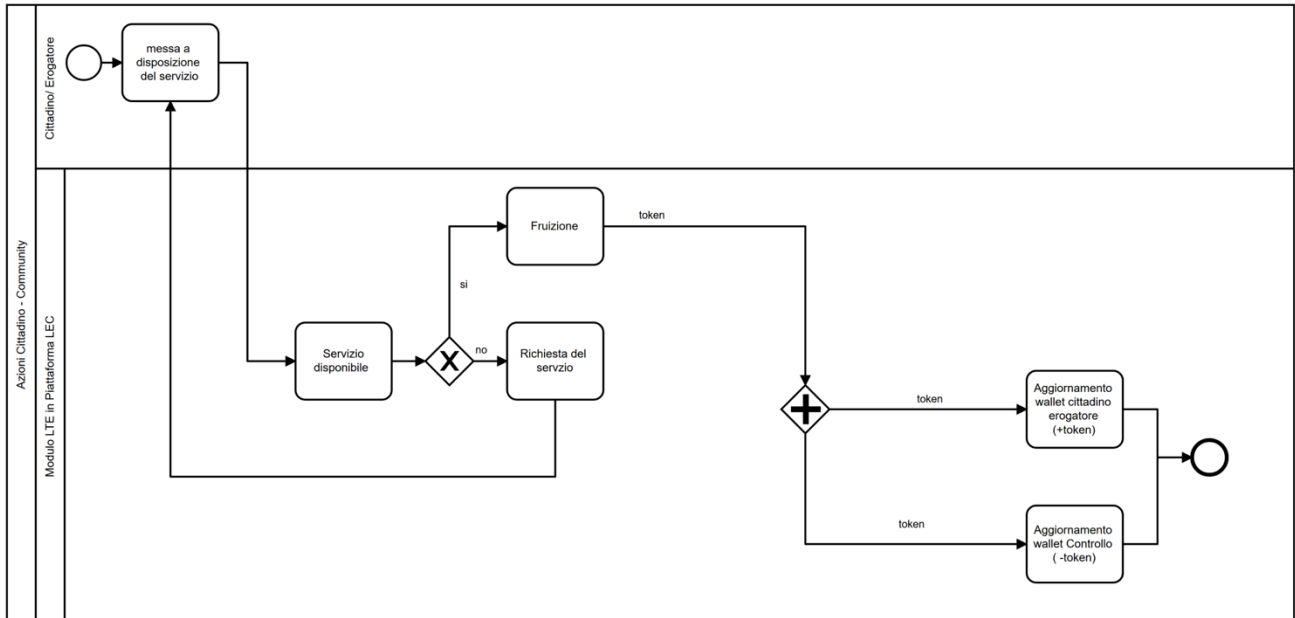 Azioni Cittadino - Community
Cittadino/ Erogatore
messa a
disposizione
del servizio
Modulo LTE in Piattaforma LEC
Fruizione
token
si
Servizio
disponibile
X
no
Richiesta del
servzio
token
Aggiornamento
wallet cittadino
erogatore
(+token)
token
Aggiornamento
wallet Controllo
( -token)